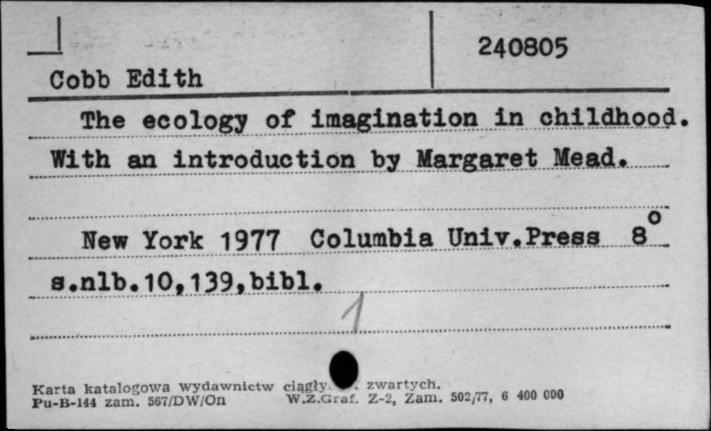 240805
Cobb Edith
The ecology of imagination in childhood.
With an introduction by Margaret Mead.
New York 1977 Columbia Univ.Press 8°
s.nlb.10,139,bibl.
1
Karta katalogowa wydawnictw ciągły zwartych.
Pu-B-144 zam. 567/DW/On W.Z.Graf. Z-2, Zam. 502/77, 6 400 000